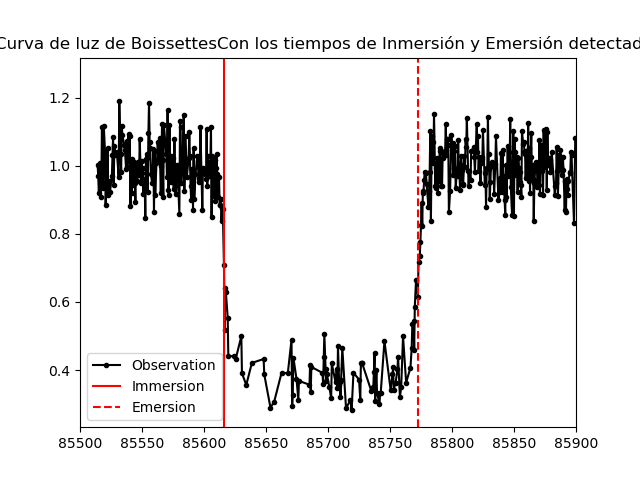 Curva de luz de BoissettesCon los tiempos de Inmersión y Emersión detectad
1.2
1.0
0.8
0.6
0.4
Observation
Immersion
Emersion
85500 85550 85600 85650 85700 85750 85800 85850 85900